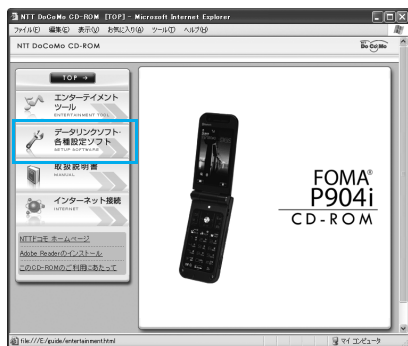 NTT DoCoMo CD-ROM [TOP] - Microsoft Internet Explorer
ファイル(F) 編集(E) 表示(V) お気に入り(A) ツール(T) ヘルプ(H)
NTT DoCoMo CD-ROM
DoCoMo
TOP →
エンターテイメント
ツール
ENTERTAINMENT TOOL
データリンクソフト・
各種設定ソフト
SETUP SOFTWARE
取扱説明書
MANUAL
インターネット接続
INTERNET
NTTドコモ ホームページ
Adobe Readerのインストール
このCD-ROMのご利用にあたって
FOMA®
P904i
CD-ROM
file:///E:/guide/entertainment.html
マイ コンピュータ